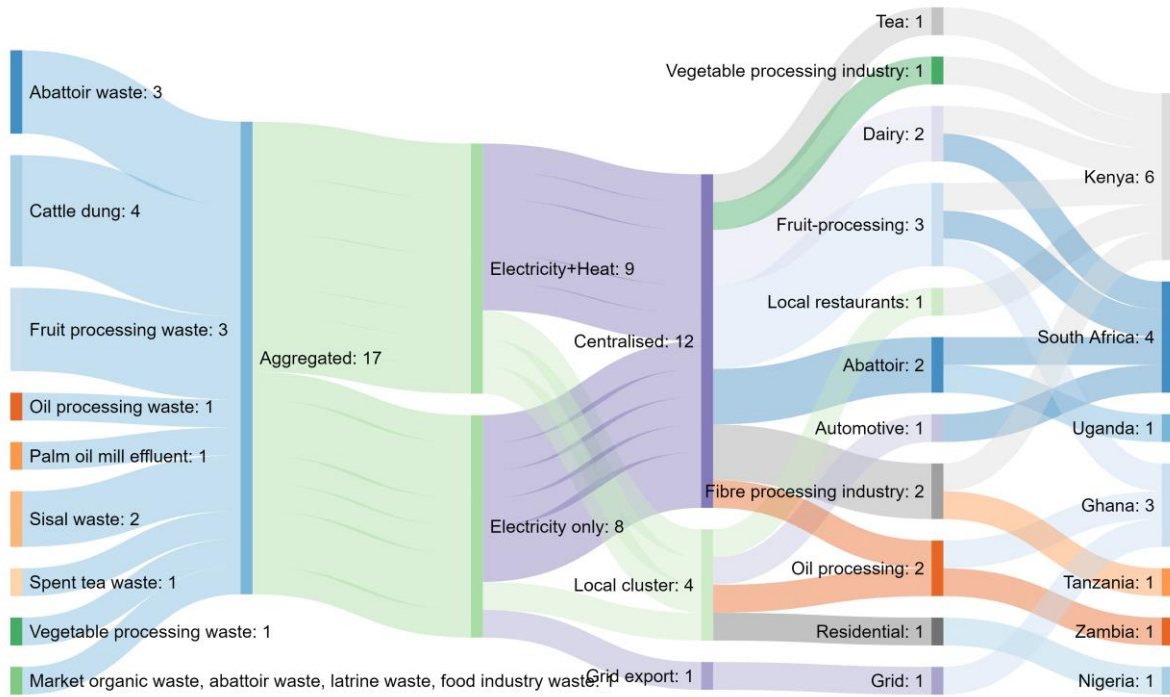 Abattoir waste: 3
Cattle dung: 4
Fruit processing waste: 3
Oil processing waste: 1
Palm oil mill effluent: 1
Sisal waste: 2
Spent tea waste: 1
Vegetable processing waste: 1
Market organic waste, abattoir waste, latrine waste, food industry waste: 1
Aggregated: 17
Electricity+Heat: 9
Electricity only: 8
Centralised: 12
Local cluster: 4
Grid export: 1
Tea: 1
Vegetable processing industry: 1
Dairy: 2
Fruit-processing: 3
Local restaurants: 1
Abattoir: 2
Automotive: 1
Fibre processing industry: 2
Oil processing: 2
Residential: 1
Grid: 1
Kenya: 6
South Africa: 4
Uganda: 1
Ghana: 3
Tanzania: 1
Zambia: 1
Nigeria: 1